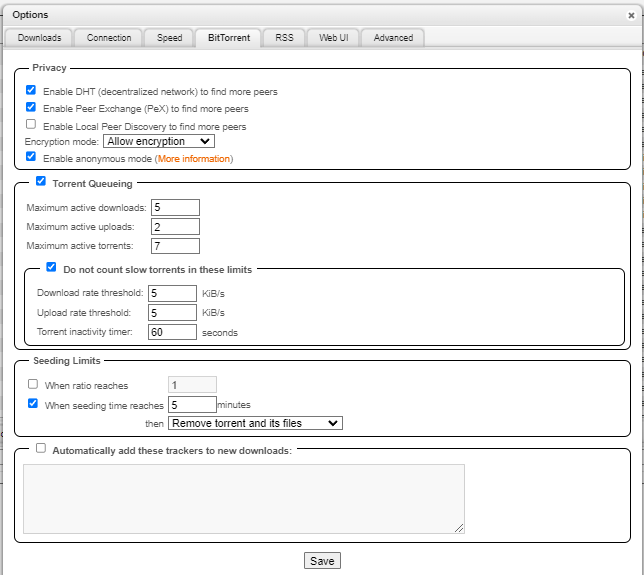 Options
Downloads Connection Speed BitTorrent RSS Web UI Advanced
Privacy
Enable DHT (decentralized network) to find more peers
Enable Peer Exchange (PeX) to find more peers
Enable Local Peer Discovery to find more peers
Encryption mode: Allow encryption
Enable anonymous mode (More information)
Torrent Queueing
Maximum active downloads: 5
Maximum active uploads: 2
Maximum active torrents: 7
Do not count slow torrents in these limits
Download rate threshold: 5 KiB/s
Upload rate threshold: 5 KiB/s
Torrent inactivity timer: 60 seconds
Seeding Limits
When ratio reaches 1
When seeding time reaches 5 minutes
then Remove torrent and its files
Automatically add these trackers to new downloads:
Save